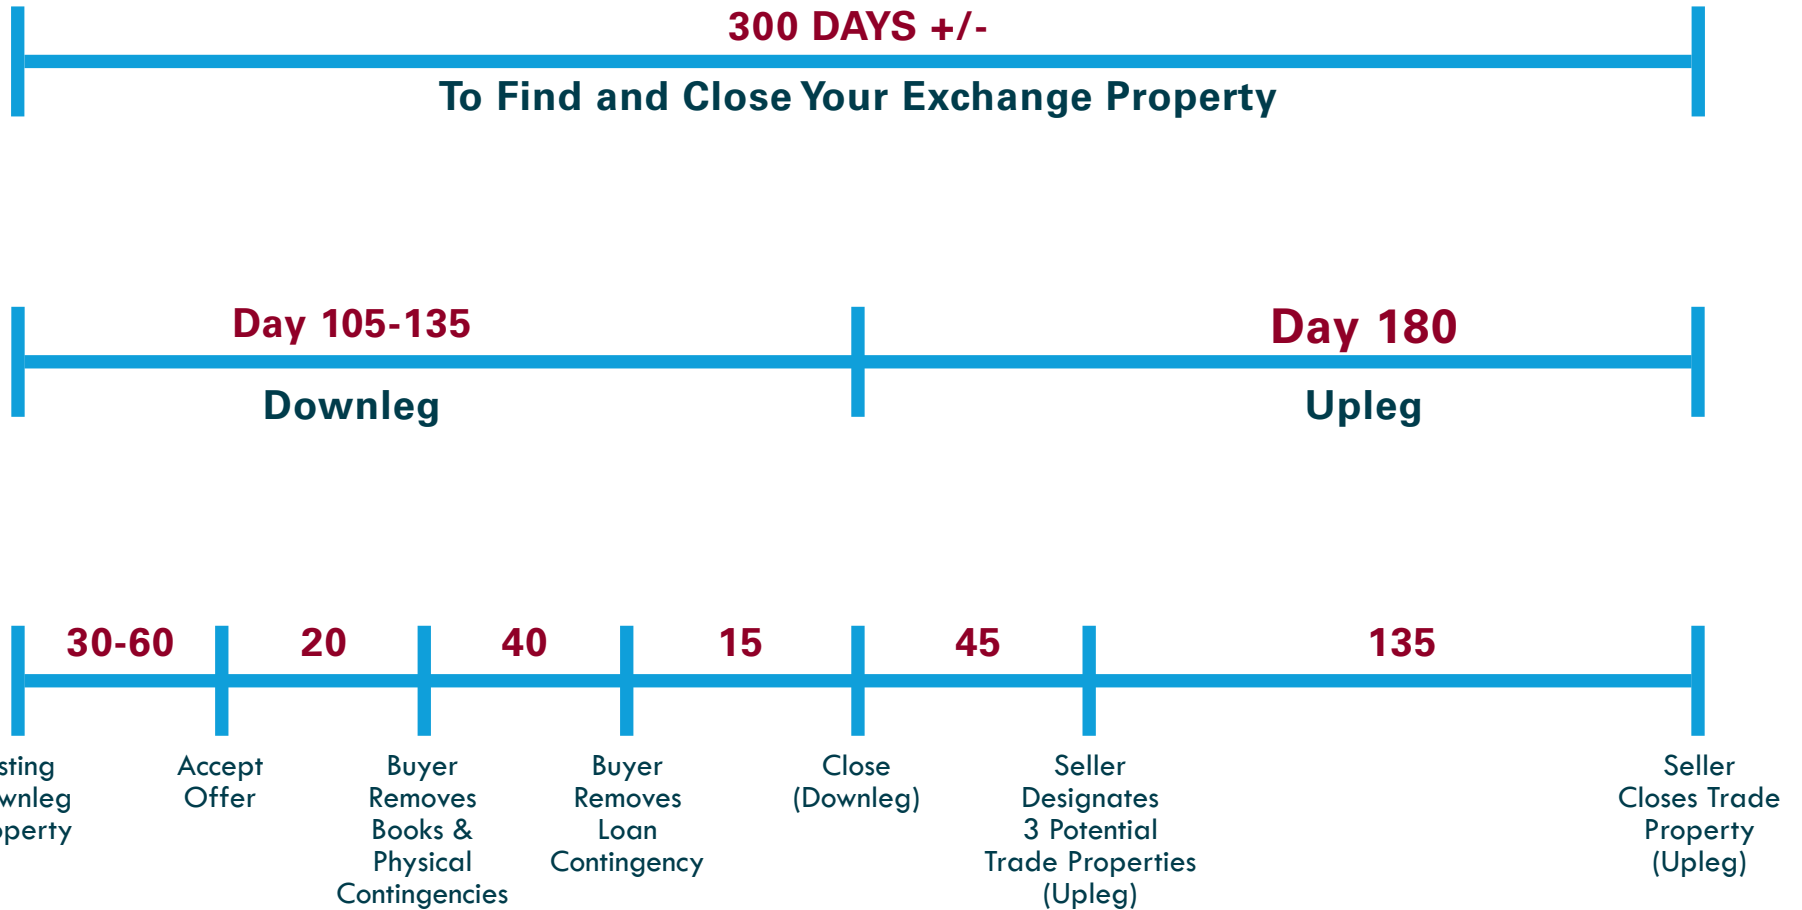 300 DAYS +/-
To Find and Close Your Exchange Property
Day 105-135
Day 180
Downleg
Upleg
30-60
20
40
15
45
135
Accept
Offer
Buyer
Removes
Books &
Physical
Contingencies
Buyer
Removes
Loan
Contingency
Close
(Downleg)
Seller
Designates
3 Potential
Trade Properties
(Upleg)
Seller
Closes Trade
Property
(Upleg)